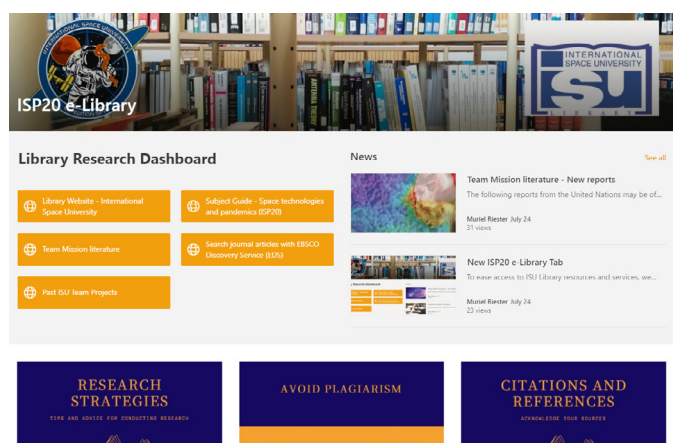 INTERNATIONAL SPACE UNIVERSITY
INTERNATIONAL
SPACE UNIVERSITY
ISU
LIBRARY
ANTENNA THEORY
ISP20 e-Library
Library Research Dashboard
Library Website - International
Space University
Subject Guide - Space technologies
and pandemics (ISP20)
Team Mission literature
Search journal articles with EBSCO
Discovery Service (EDS)
Past ISU Team Projects
News
See all
Team Mission literature - New reports
The following reports from the United Nations may be of...
Muriel Riester July 24
31 views
New ISP20 e-Library Tab
To ease access to ISU Library resources and services, we...
Muriel Riester July 24
23 views
RESEARCH
STRATEGIES
TIPS AND ADVICE FOR CONDUCTING RESEARCH
AVOID PLAGIARISM
CITATIONS AND
REFERENCES
ACKNOWLEDGE YOUR SOURCES